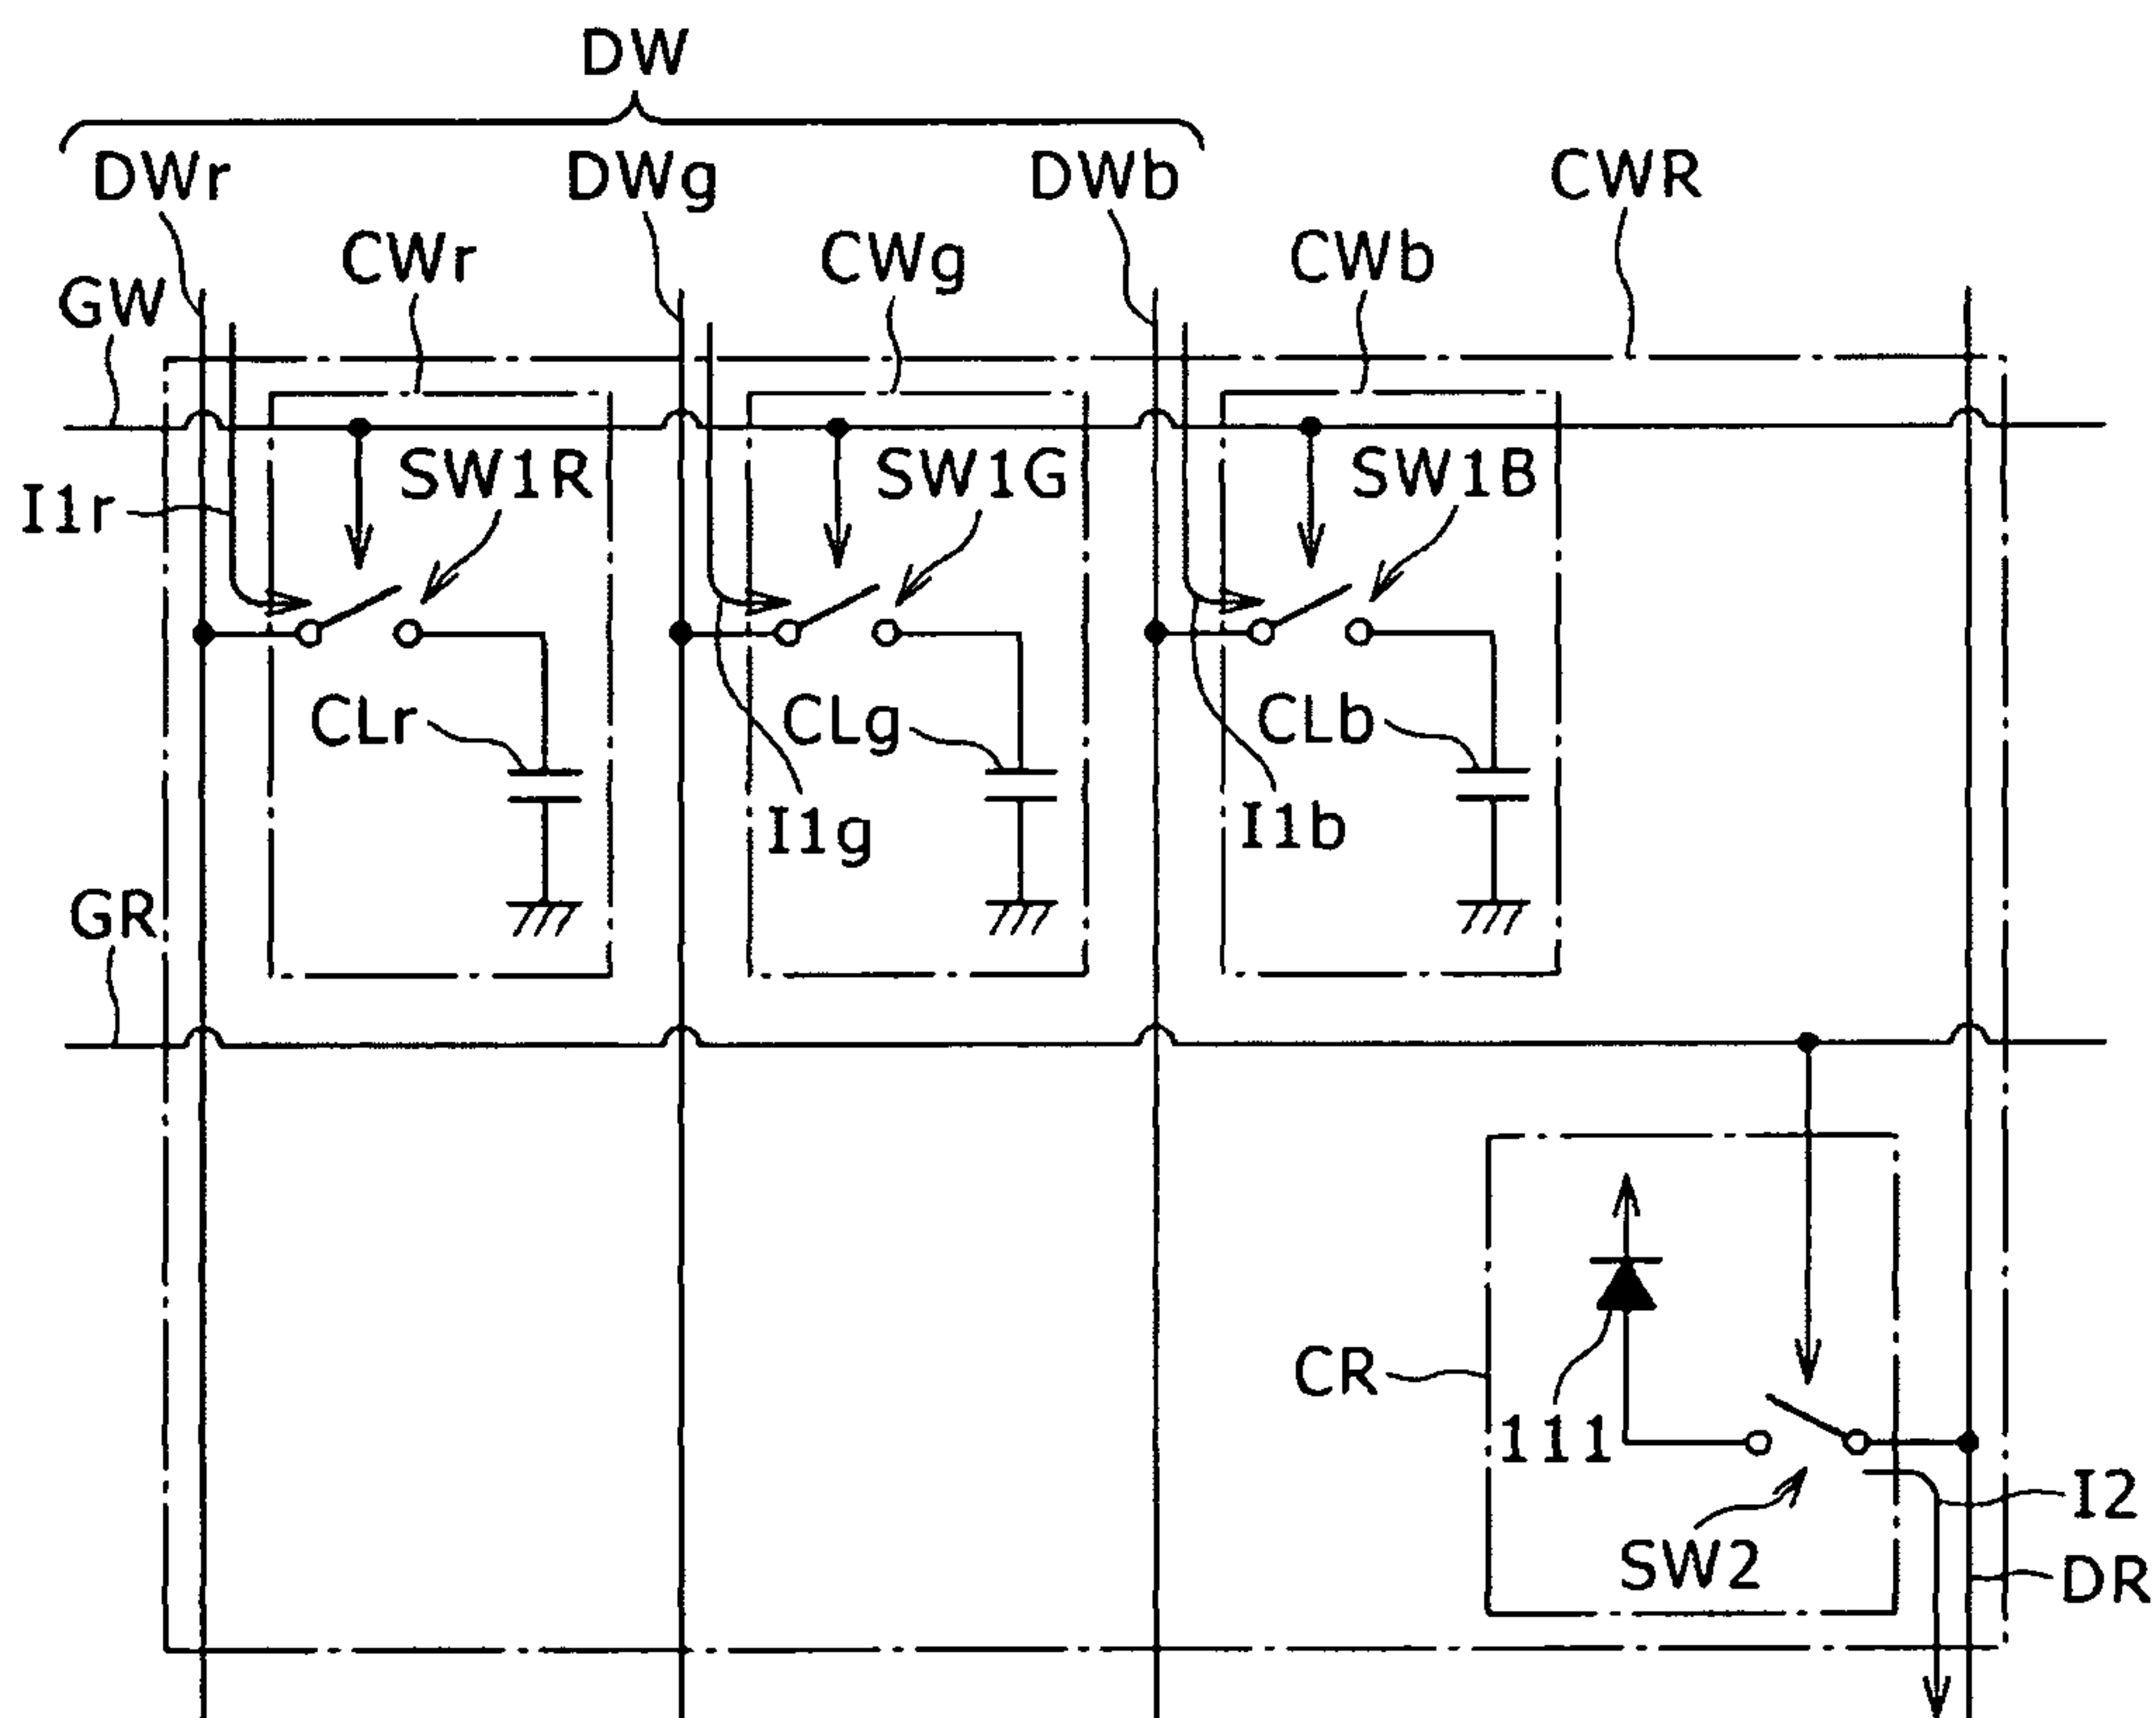 DW
DWr DWg DWb CWR
CWr CWg CWb
GW
SW1R SW1G SW1B
I1r
CLr CLg CLb
I1g I1b
GR
CR
111
I2
SW2
DR